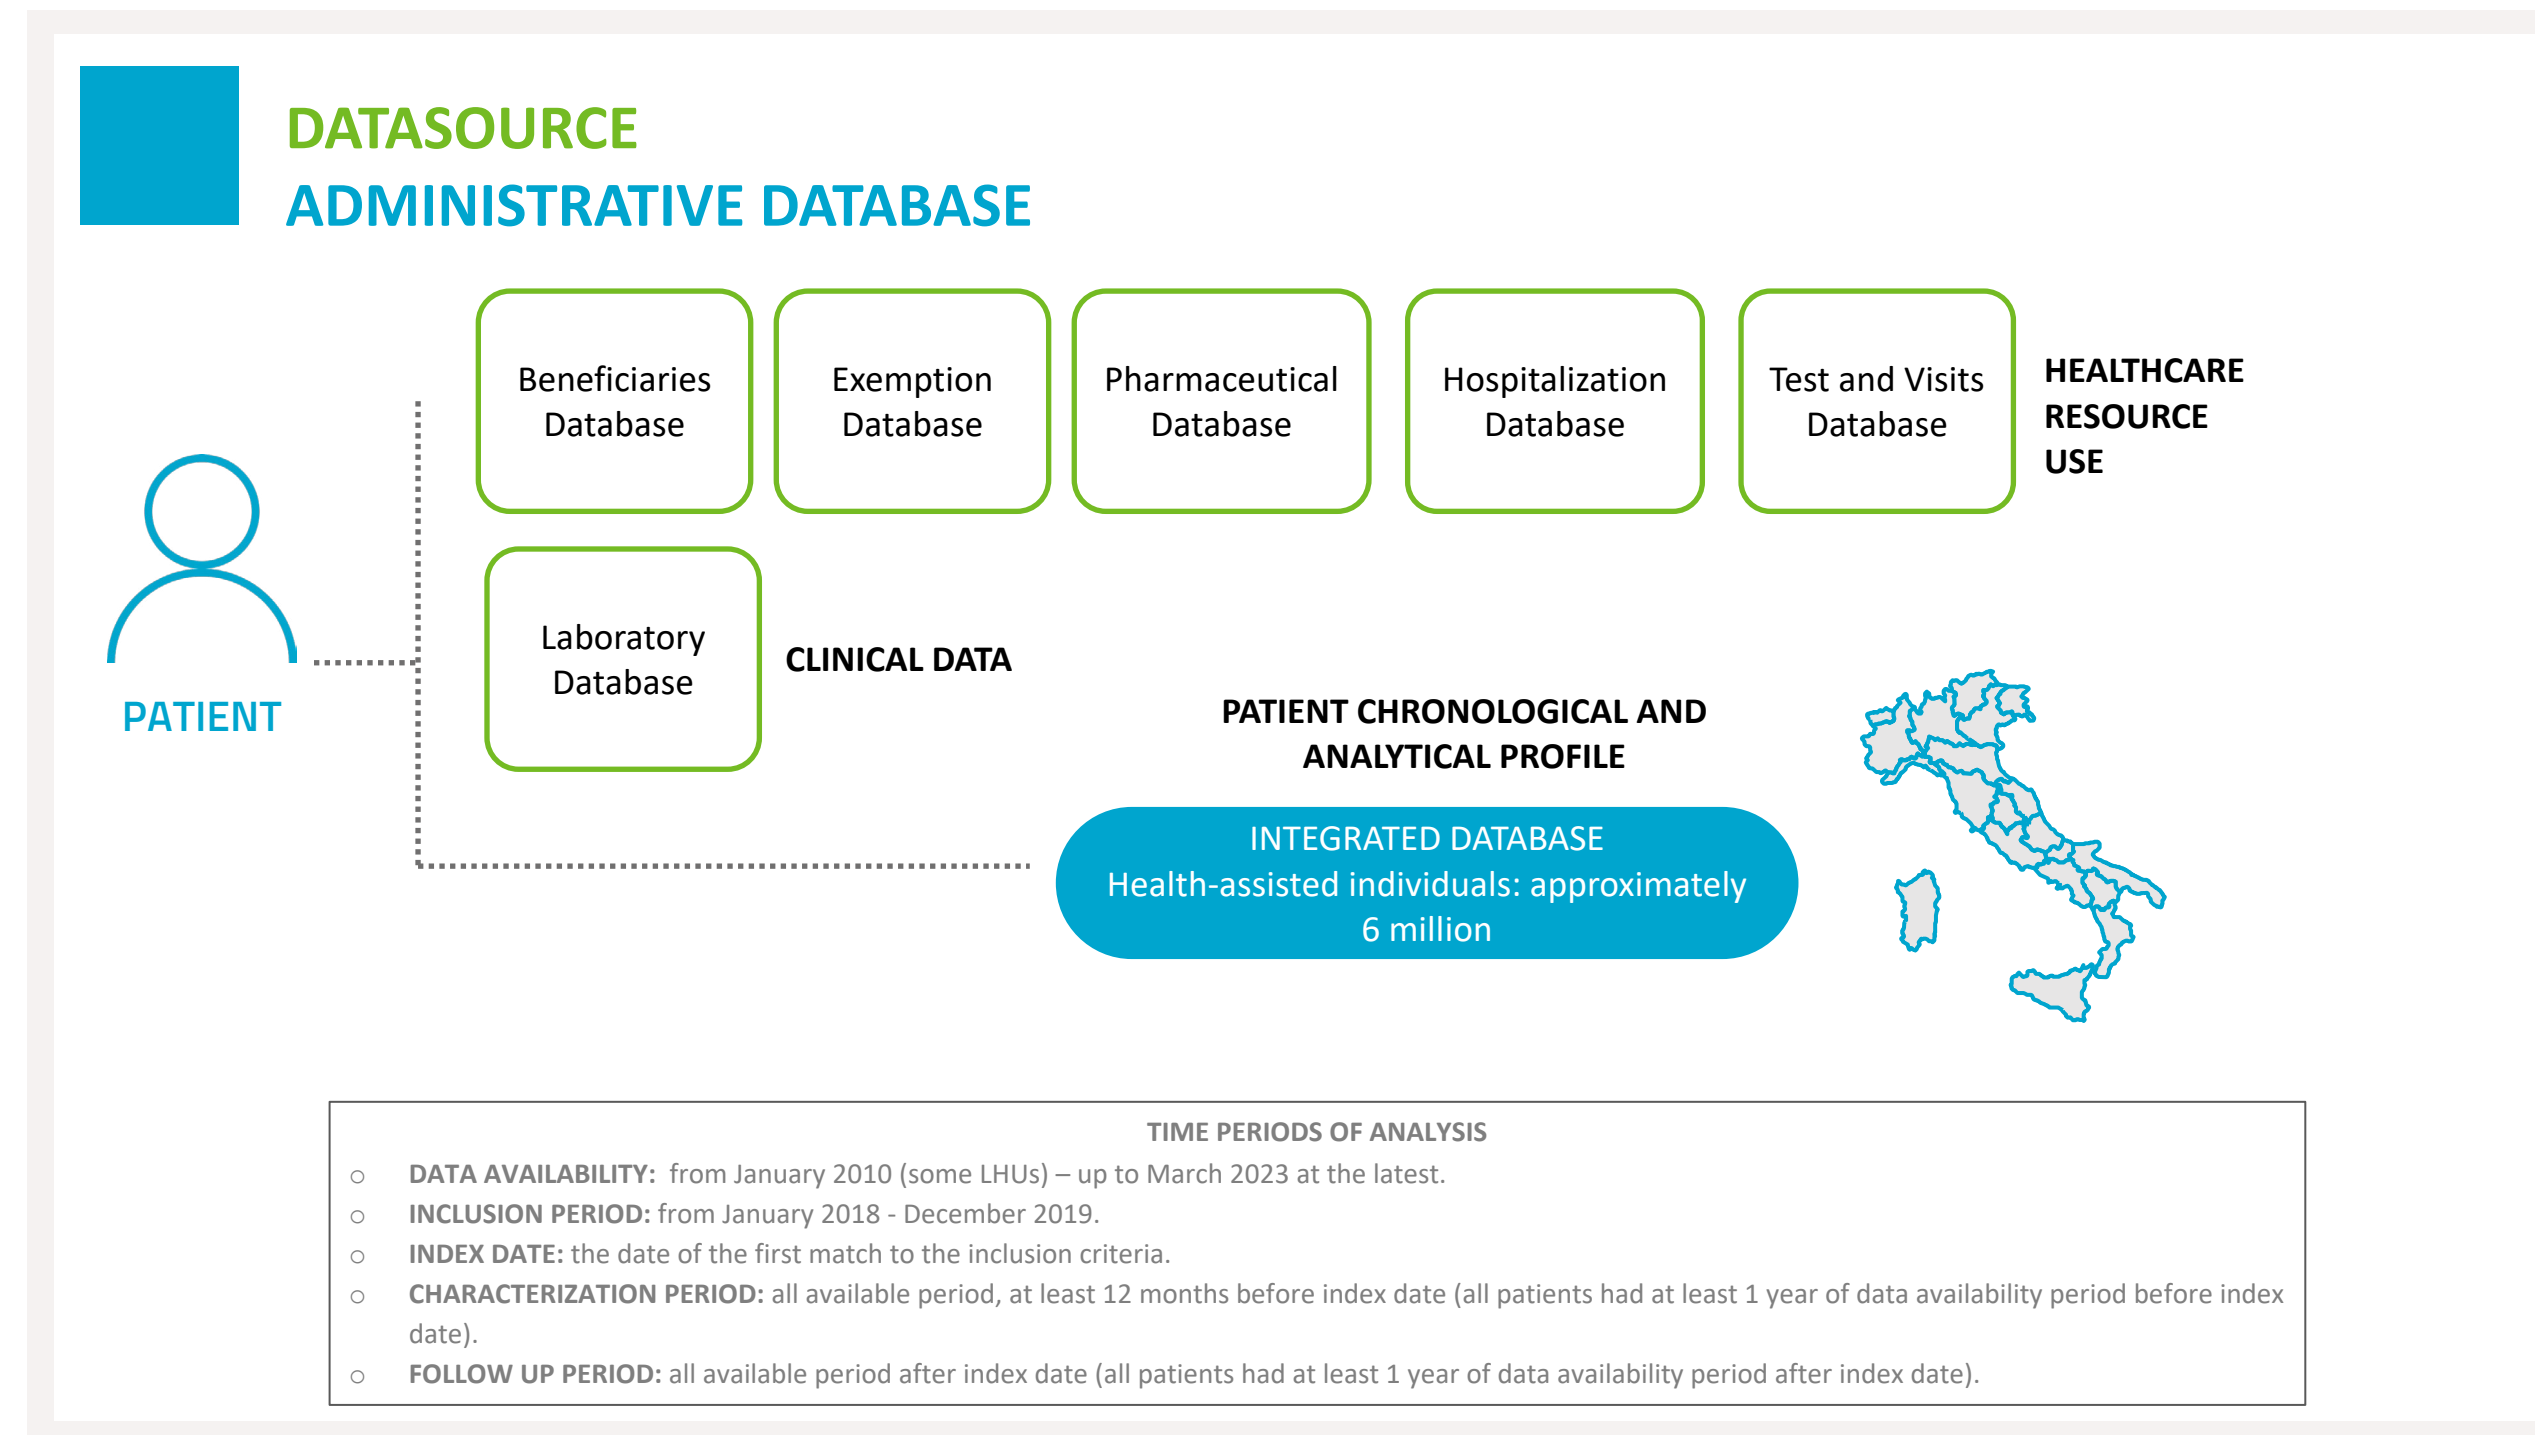 DATASOURCE
ADMINISTRATIVE DATABASE
Beneficiaries
Database
Exemption
Database
Pharmaceutical
Database
Hospitalization
Database
Test and Visits
Database
HEALTHCARE
RESOURCE
USE
PATIENT
Laboratory
Database
CLINICAL DATA
PATIENT CHRONOLOGICAL AND
ANALYTICAL PROFILE
INTEGRATED DATABASE
Health-assisted individuals: approximately
6 million
TIME PERIODS OF ANALYSIS
o DATA AVAILABILITY: from January 2010 (some LHUs) – up to March 2023 at the latest.
o INCLUSION PERIOD: from January 2018 - December 2019.
o INDEX DATE: the date of the first match to the inclusion criteria.
o CHARACTERIZATION PERIOD: all available period, at least 12 months before index date (all patients had at least 1 year of data availability period before index
date).
o FOLLOW UP PERIOD: all available period after index date (all patients had at least 1 year of data availability period after index date).